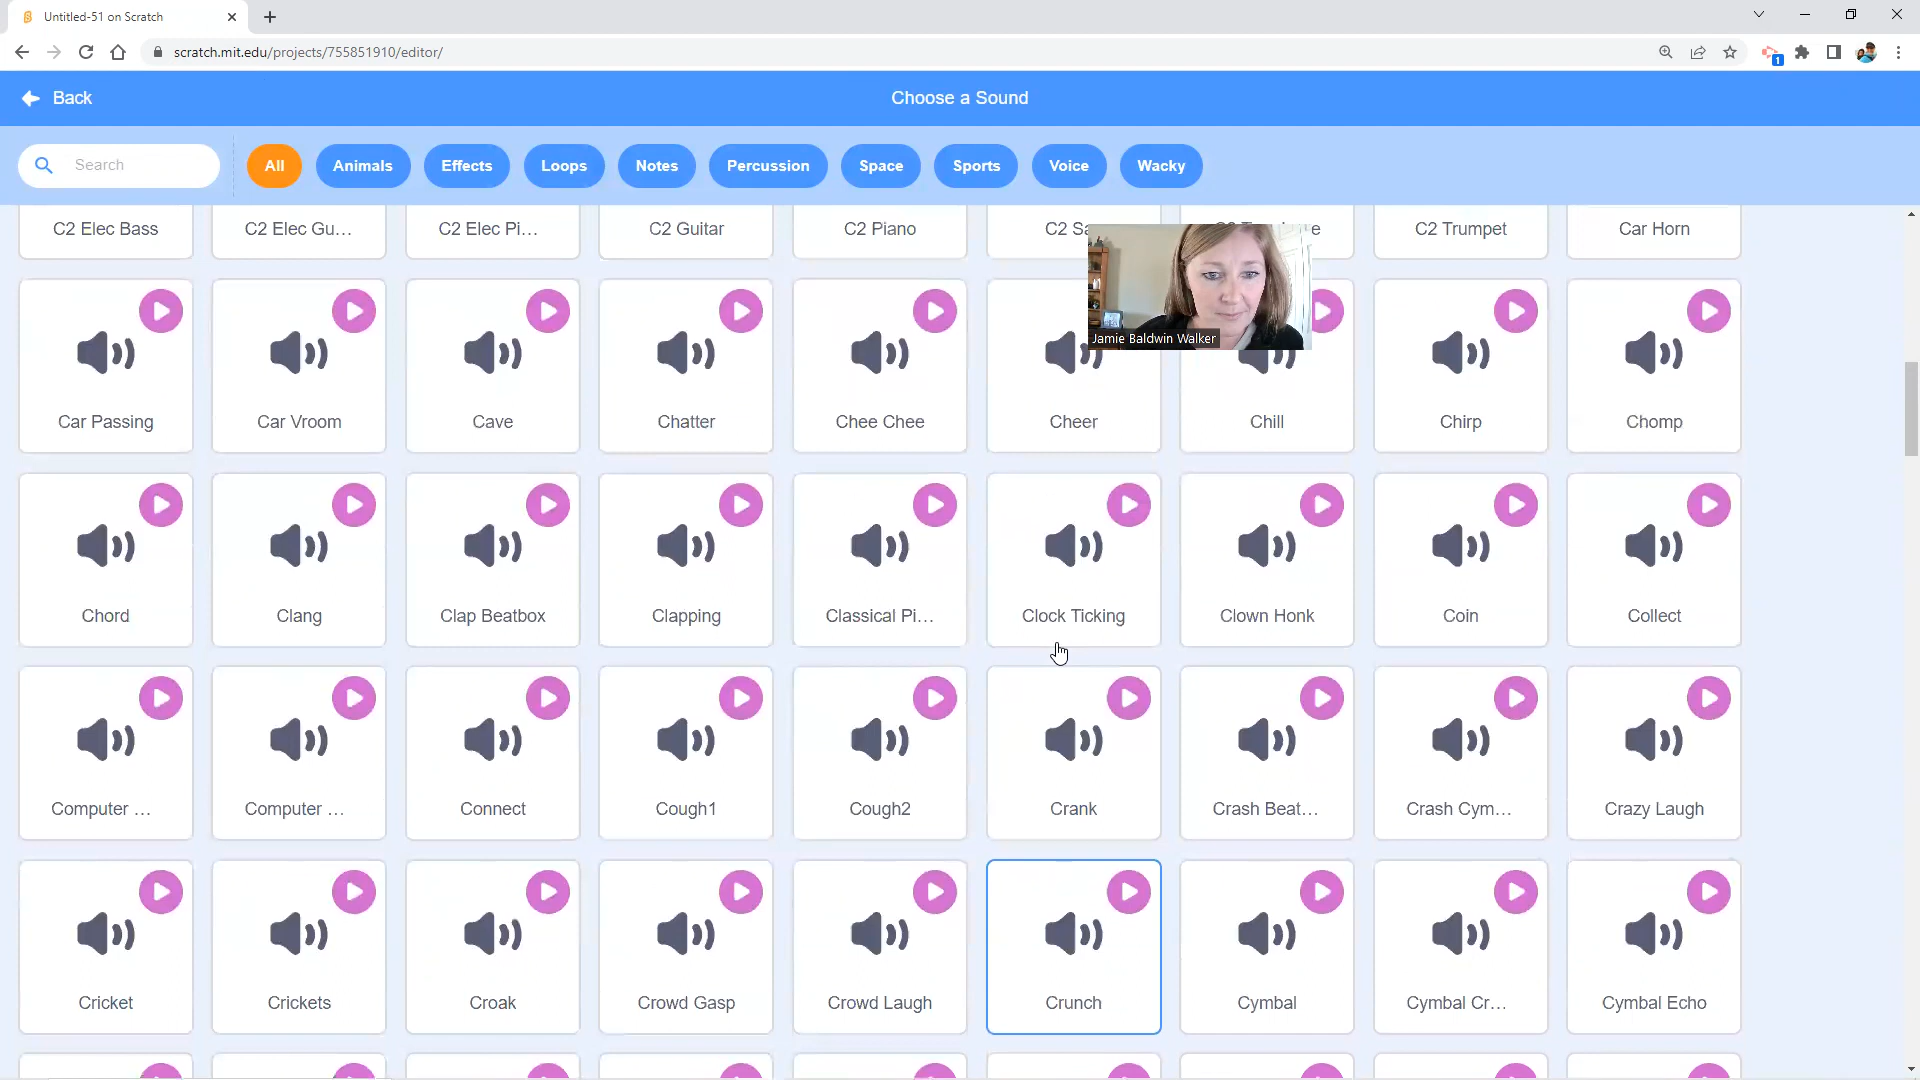 Untitled-51 on Scratch
scratch.mit.edu/projects/755851910/editor/
1
Back
Choose a Sound
Search
All
Animals
Effects
Loops
Notes
Percussion
Space
Sports
Voice
Wacky
C2 Elec Bass
C2 Elec Gu...
C2 Elec Pi...
C2 Guitar
C2 Piano
C2 Sa
e
C2 Trumpet
Car Horn
Jamie Baldwin Walker
Car Passing
Car Vroom
Cave
Chatter
Chee Chee
Cheer
Chill
Chirp
Chomp
Chord
Clang
Clap Beatbox
Clapping
Classical Pi...
Clock Ticking
Clown Honk
Coin
Collect
Computer ...
Computer ...
Connect
Cough1
Cough2
Crank
Crash Beat...
Crash Cym...
Crazy Laugh
Cricket
Crickets
Croak
Crowd Gasp
Crowd Laugh
Crunch
Cymbal
Cymbal Cr...
Cymbal Echo